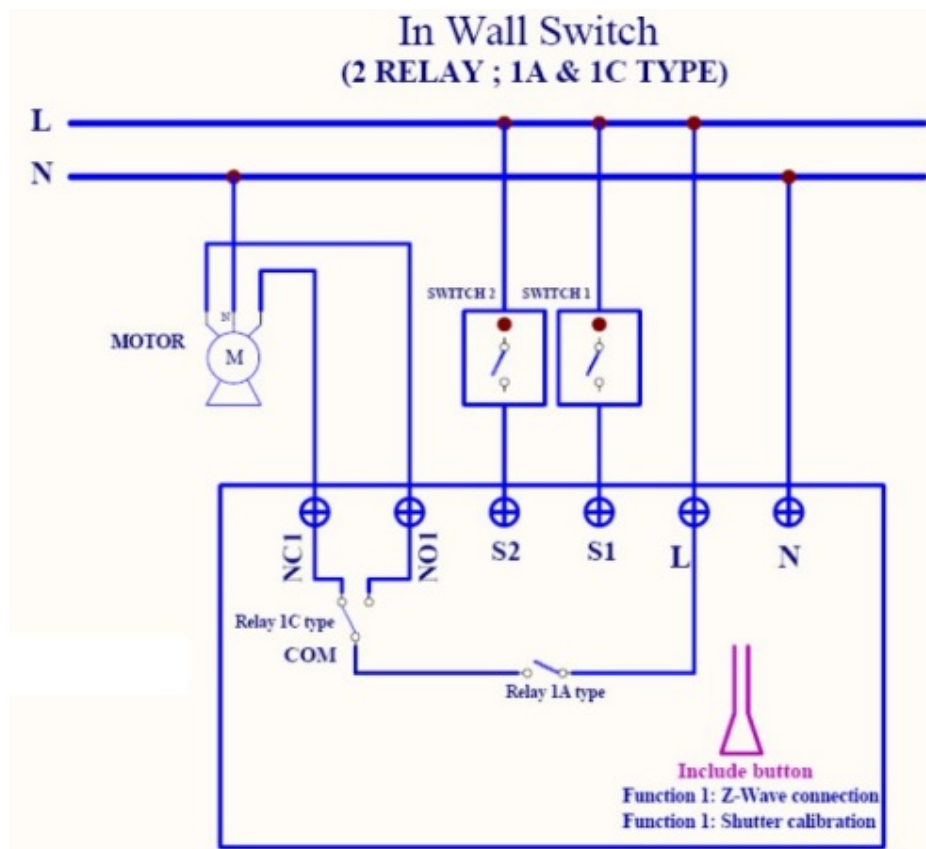 In Wall Switch
(2 RELAY ; 1A & 1C TYPE)
L
N
SWITCH 2
SWITCH 1
N
MOTOR
M
NC1
NO1
S2
S1
L
N
Relay 1C type
COM
Relay 1A type
Include button
Function 1: Z-Wave connection
Function 1: Shutter calibration